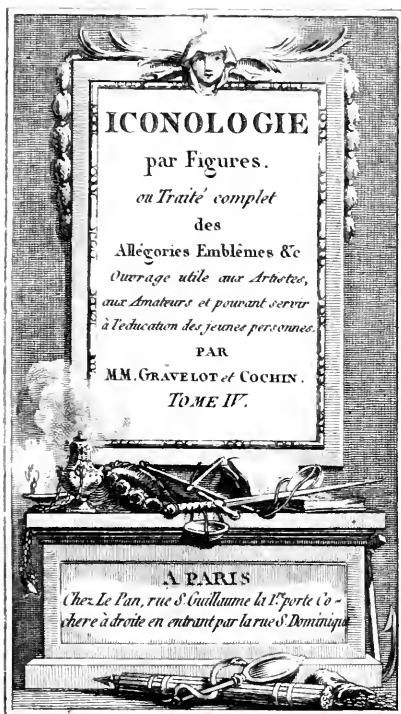 ICONOLOGIE
par Figures.
ou Traité complet
des
Allégories Emblêmes &c
Ouvrage utile aux Artistes,
aux Amateurs et pouvant servir
à l'education des jeunes personnes.
PAR
MM. GRAVELOT et COCHIN.
TOME IV.
A PARIS
Chez Le Pan, rue S. Guillaume la 1re porte Co-
chere à droite en entrant par la rue S. Dominique